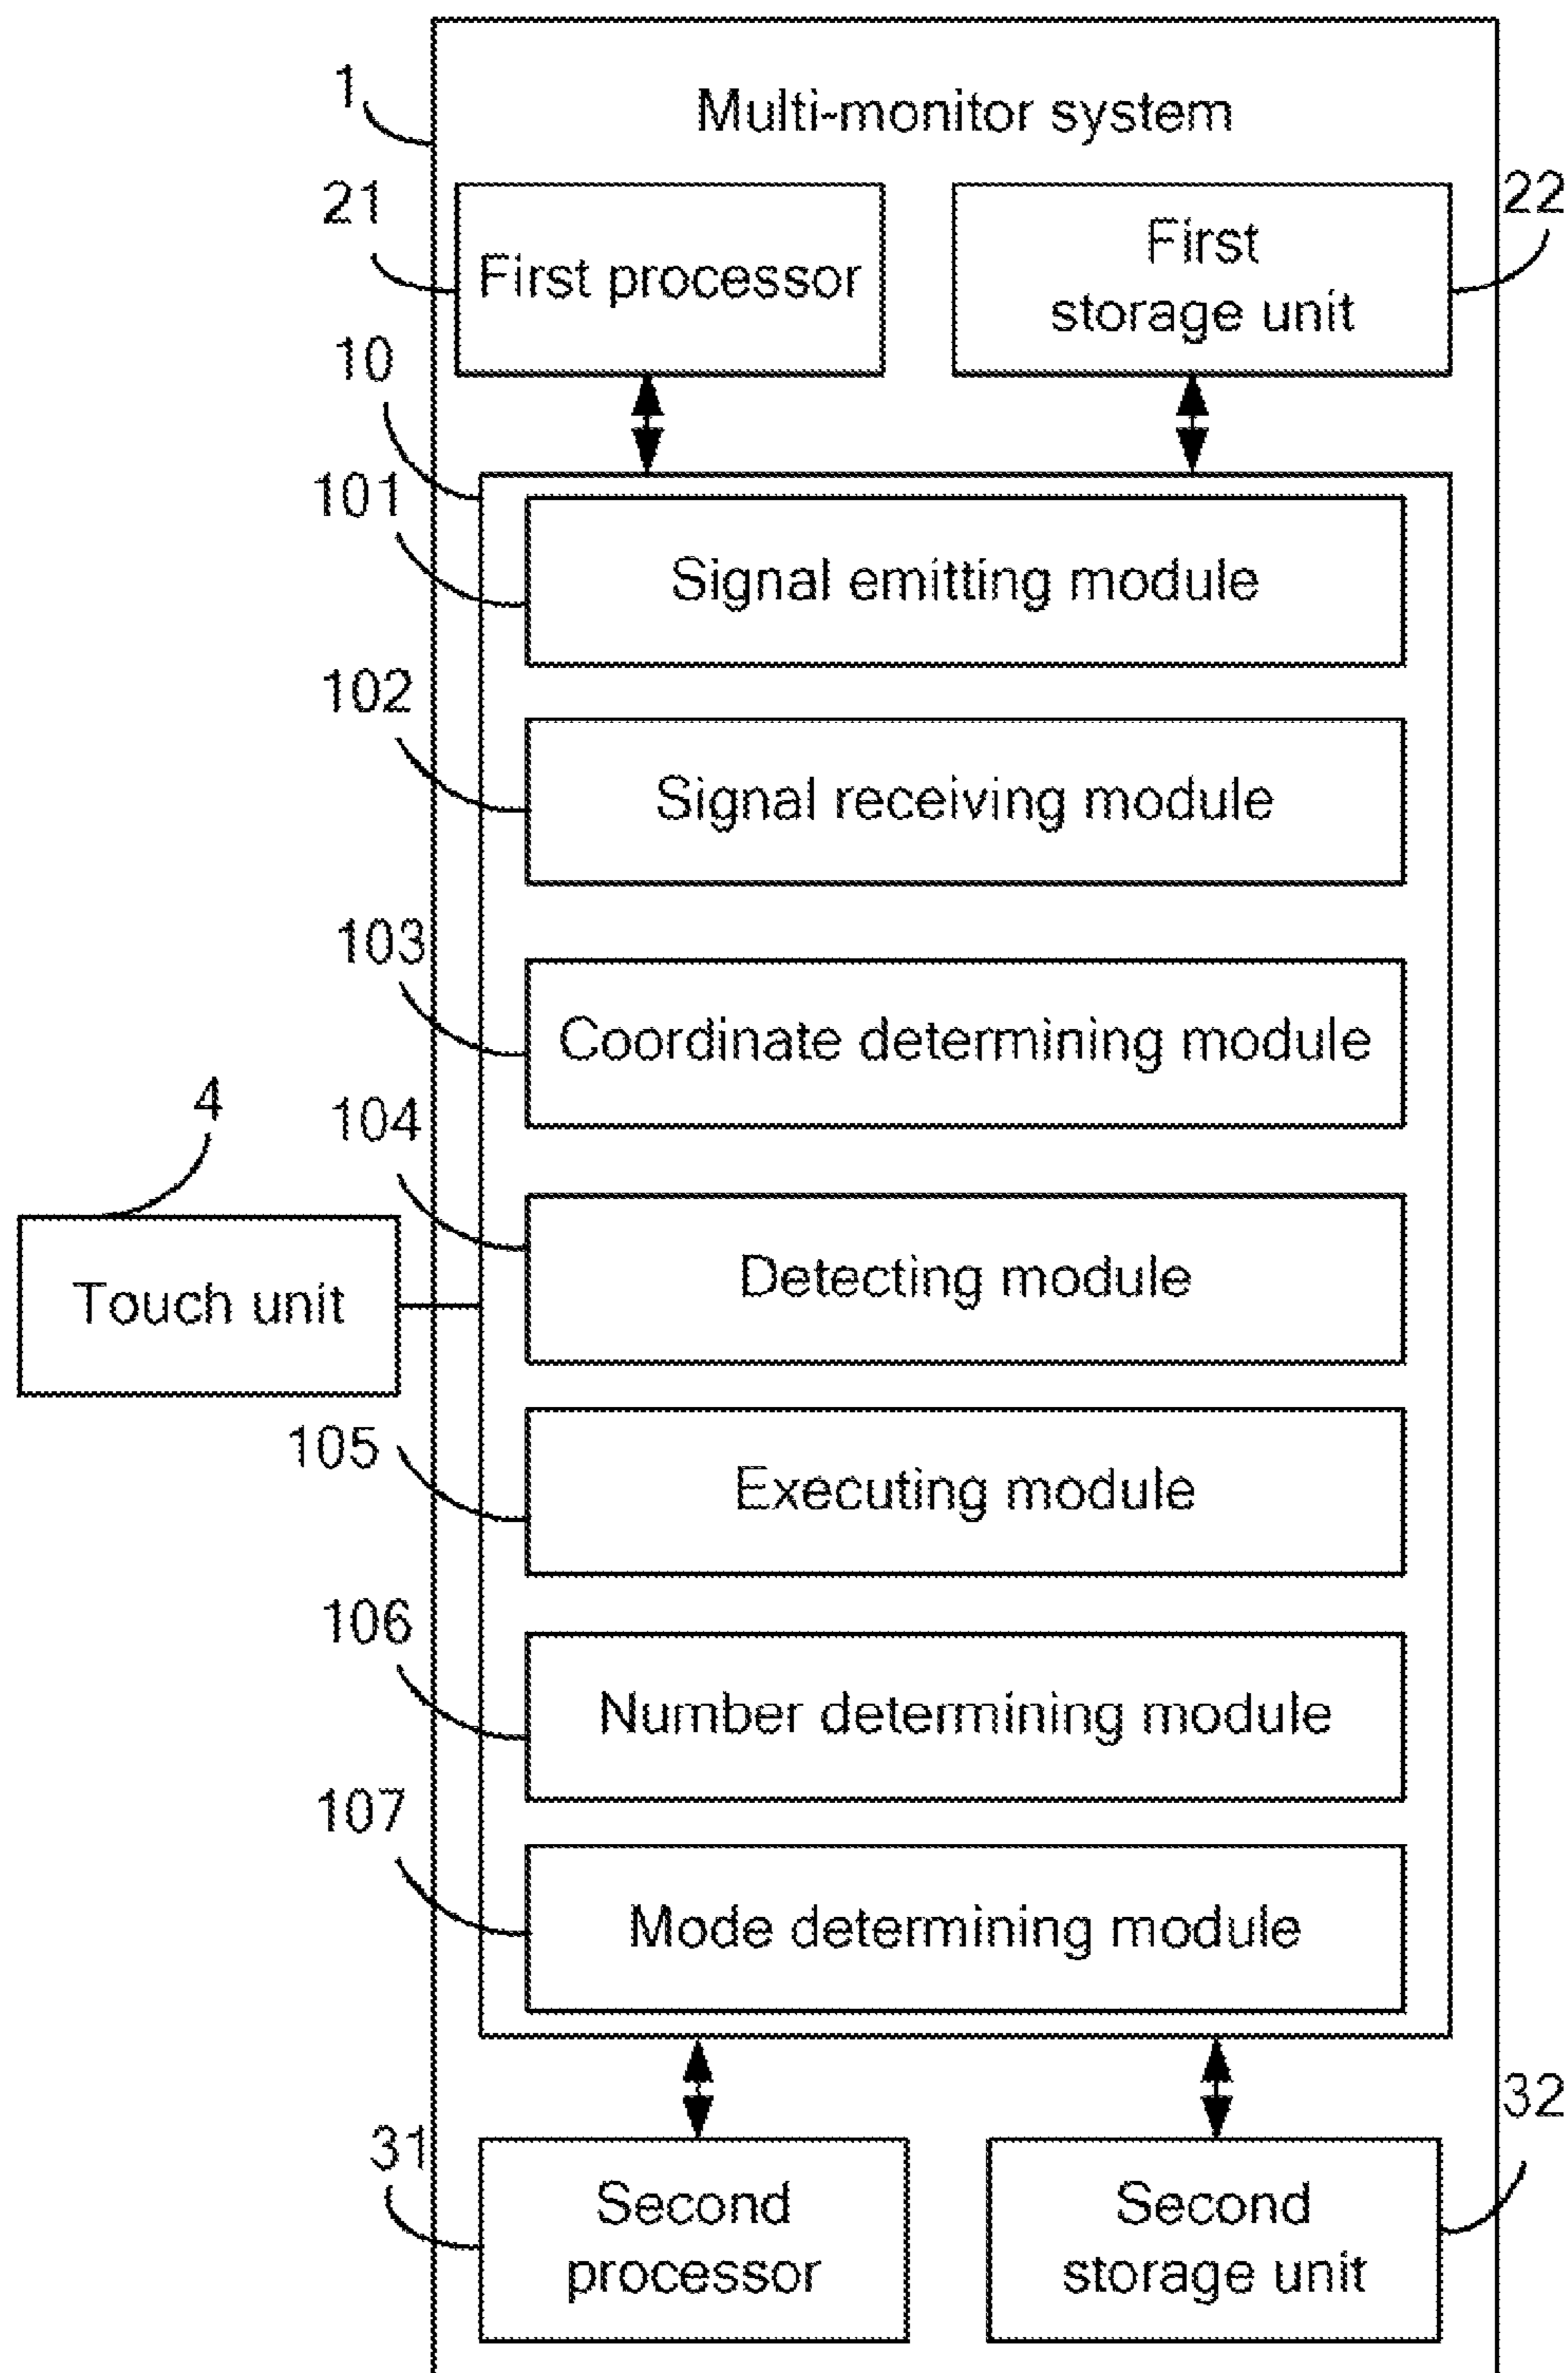 1
Multi-monitor system
21
First processor
First
storage unit
22
10
101
Signal emitting module
102
Signal receiving module
103
Coordinate determining module
4
104
Touch unit
Detecting module
105
Executing module
106
Number determining module
107
Mode determining module
31
Second
processor
Second
storage unit
32